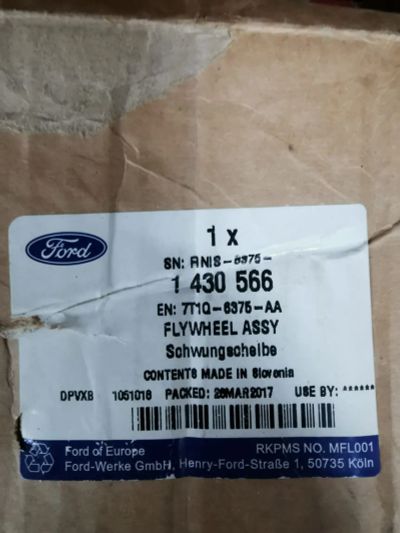 Ford
1 x
SN: RNIS-6375-
1 430 566
EN: 7T1Q-6375-AA
FLYWHEEL ASSY
Schwungscheibe
CONTENTS MADE IN Slovenia
DPVXB 1051018 PACKED: 26MAR2017 USE BY: ******
Ford of Europe RKPMS NO. MFL001
Ford-Werke GmbH, Henry-Ford-Straße 1, 50735 Köln